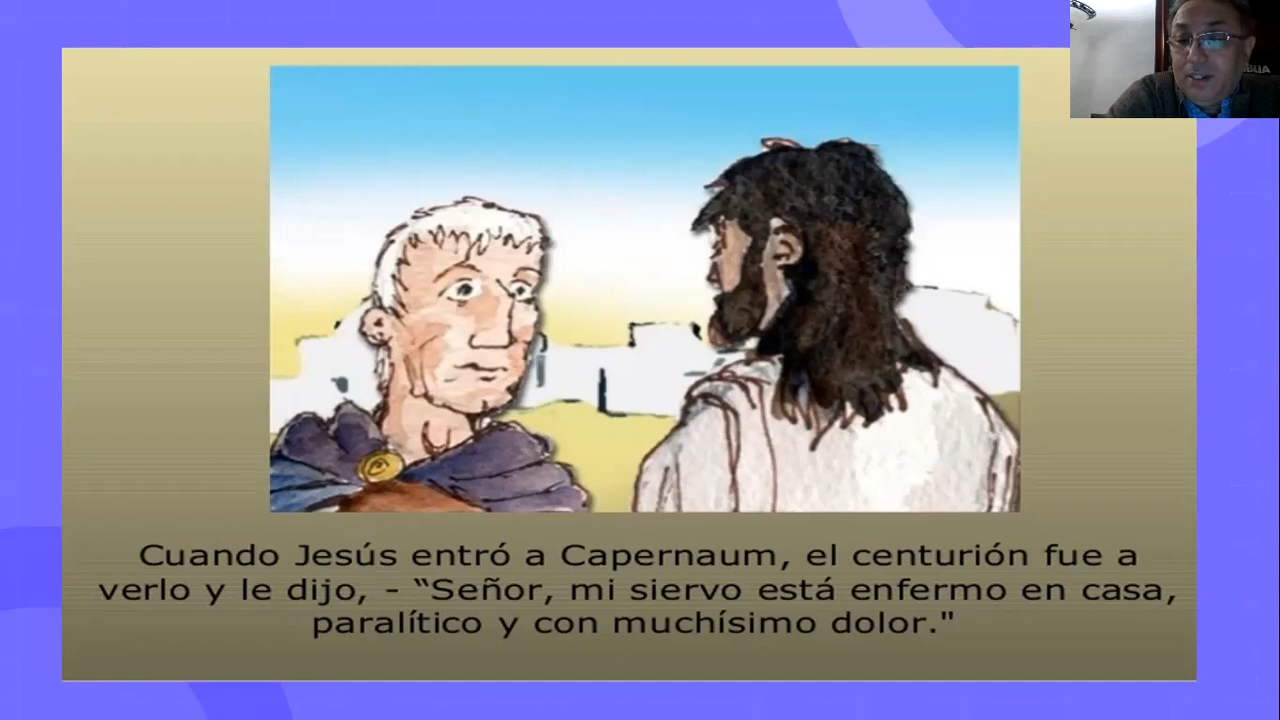 Cuando Jesús entró a Capernaum, el centurión fue a
verlo y le dijo, - “Señor, mi siervo está enfermo en casa,
paralítico y con muchísimo dolor."